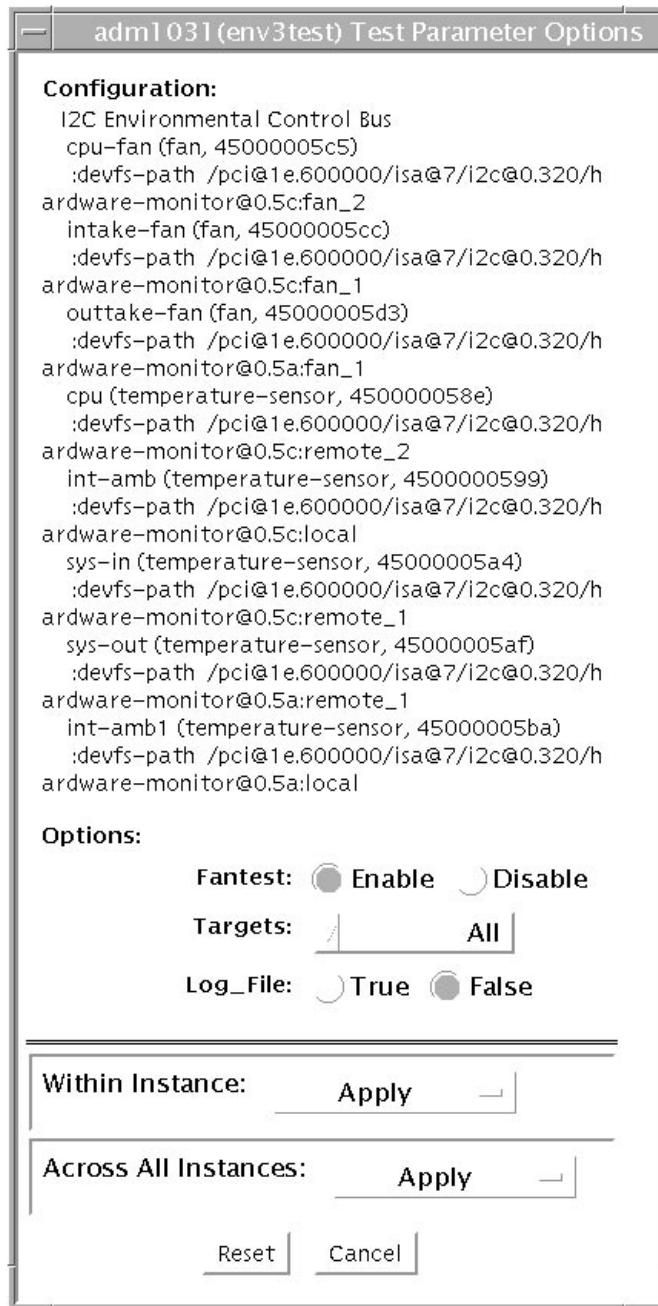 adm1031(env3test) Test Parameter Options
Configuration:
I2C Environmental Control Bus
cpu-fan (fan, 45000005c5)
:devfs-path /pci@1e.600000/isa@7/i2c@0.320/h
ardware-monitor@0.5c:fan_2
intake-fan (fan, 45000005cc)
:devfs-path /pci@1e.600000/isa@7/i2c@0.320/h
ardware-monitor@0.5c:fan_1
outtake-fan (fan, 45000005d3)
:devfs-path /pci@1e.600000/isa@7/i2c@0.320/h
ardware-monitor@0.5a:fan_1
cpu (temperature-sensor, 450000058e)
:devfs-path /pci@1e.600000/isa@7/i2c@0.320/h
ardware-monitor@0.5c:remote_2
int-amb (temperature-sensor, 4500000599)
:devfs-path /pci@1e.600000/isa@7/i2c@0.320/h
ardware-monitor@0.5c:local
sys-in (temperature-sensor, 45000005a4)
:devfs-path /pci@1e.600000/isa@7/i2c@0.320/h
ardware-monitor@0.5c:remote_1
sys-out (temperature-sensor, 45000005af)
:devfs-path /pci@1e.600000/isa@7/i2c@0.320/h
ardware-monitor@0.5a:remote_1
int-amb1 (temperature-sensor, 45000005ba)
:devfs-path /pci@1e.600000/isa@7/i2c@0.320/h
ardware-monitor@0.5a:local
Options:
Fantest: Enable Disable
Targets: All
Log_File: True False
Within Instance: Apply
Across All Instances: Apply
Reset Cancel